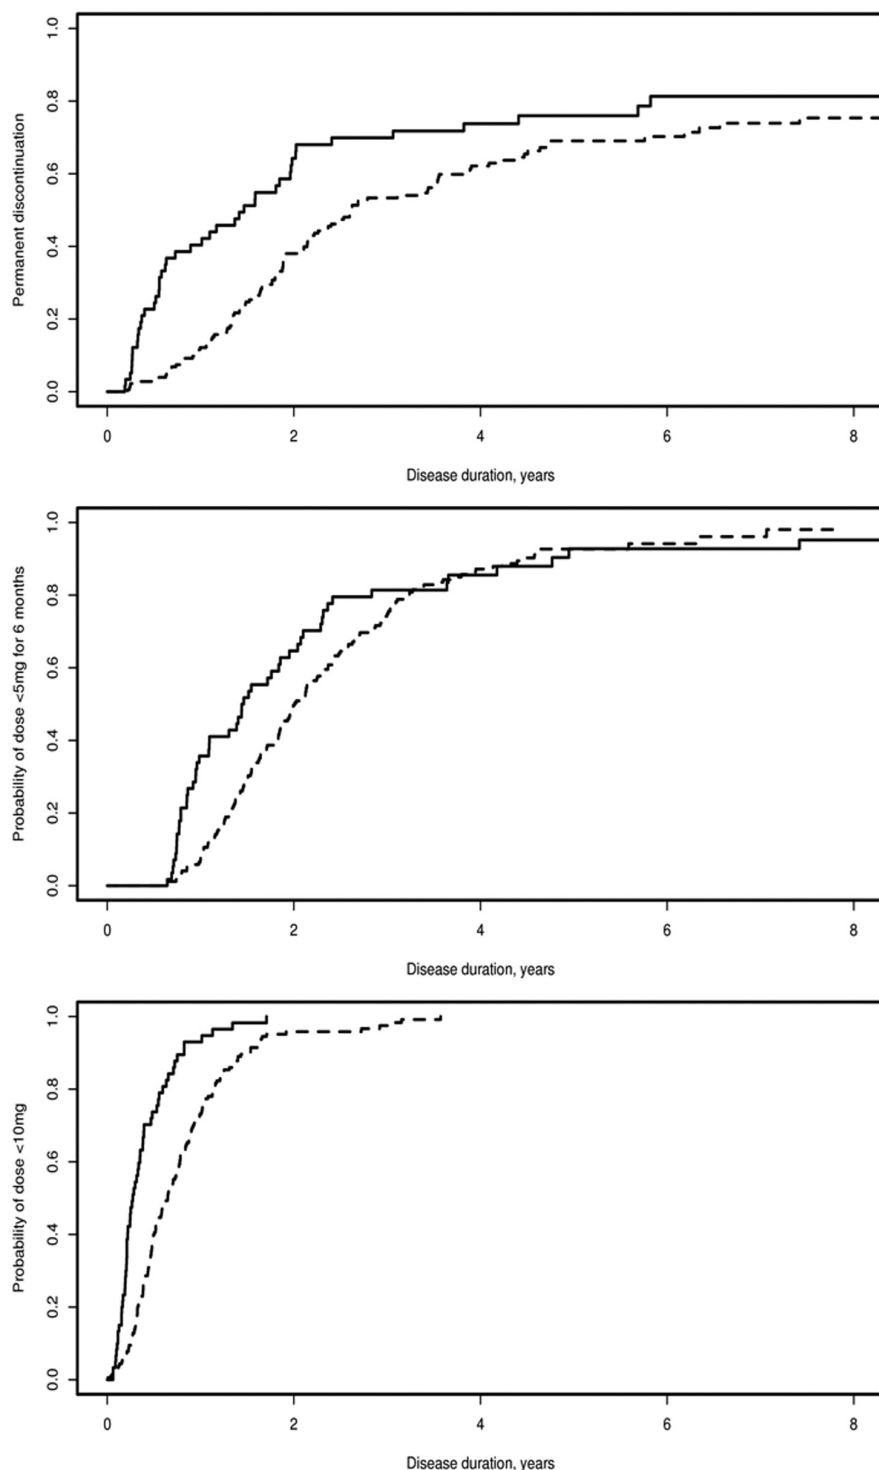 Permanent discontinuation
1.0
0.8
0.6
0.4
0.2
0.0
0 2 4 6 8
Disease duration, years
Probability of dose <5mg for 6 months
1.0
0.8
0.6
0.4
0.2
0.0
0 2 4 6 8
Disease duration, years
Probability of dose <10mg
1.0
0.8
0.6
0.4
0.2
0.0
0 2 4 6 8
Disease duration, years